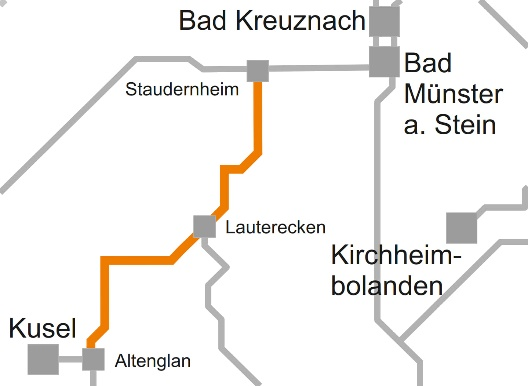 Bad Kreuznach
Staudernheim
Bad
Münster
a. Stein
Lauterecken
Kirchheim-
bolanden
Kusel
Altenglan